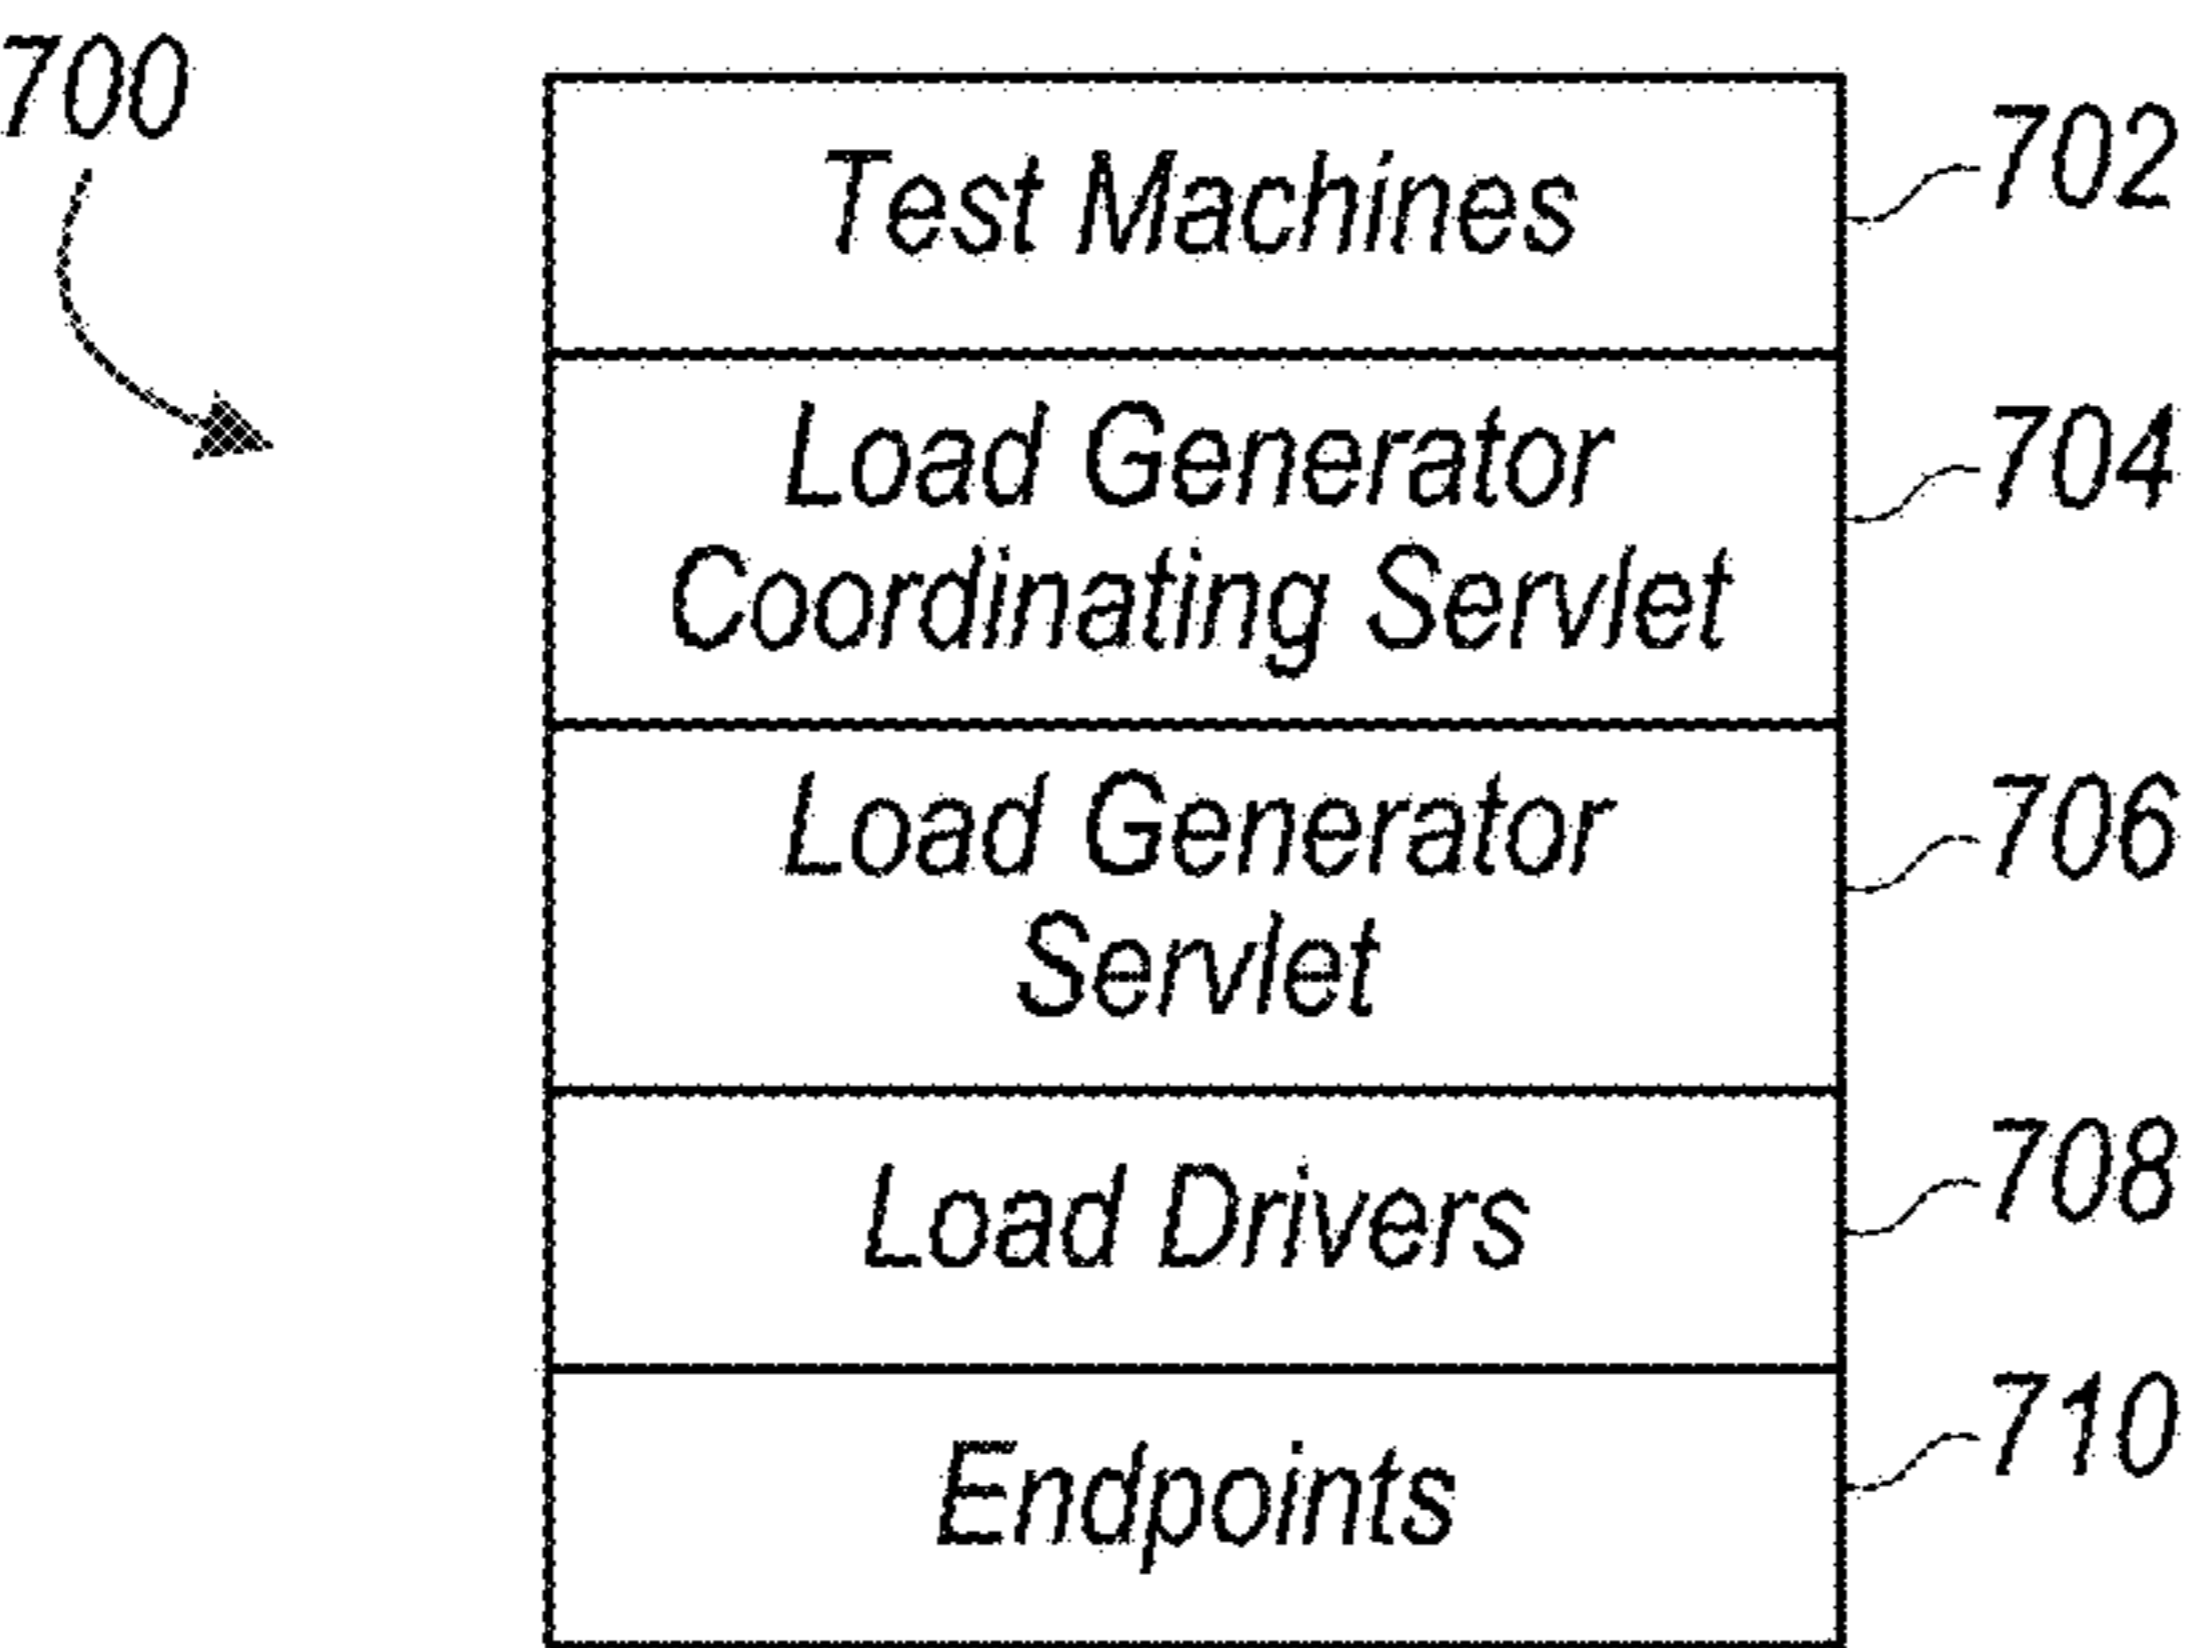 700
Test Machines
702
Load Generator
Coordinating Servlet
704
Load Generator
Servlet
706
Load Drivers
708
Endpoints
710